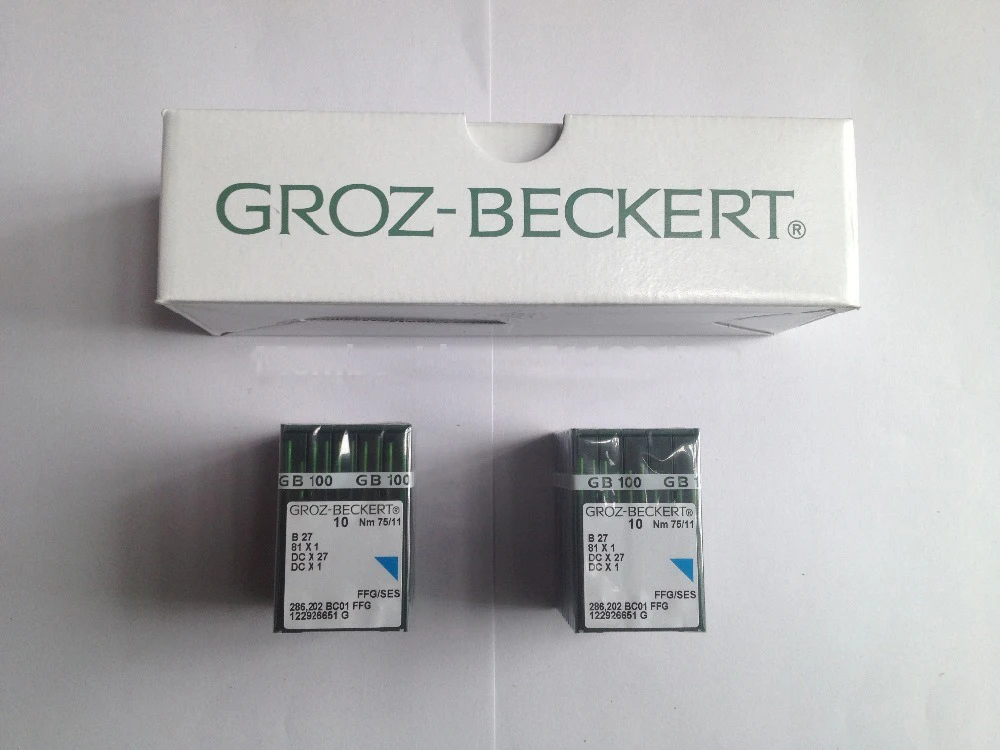 GROZ-BECKERT®
GB 100 GB 100
GROZ-BECKERT®
10 Nm 75/11
B 27
81 X 1
DC X 27
DC X 1
FFG/SES
286,202 BC01 FFG
122926651 G
GB 100 GB 1
GROZ-BECKERT®
10 Nm 75/11
B 27
81 X 1
DC X 27
DC X 1
FFG/SES
286,202 BC01 FFG
122926651 G